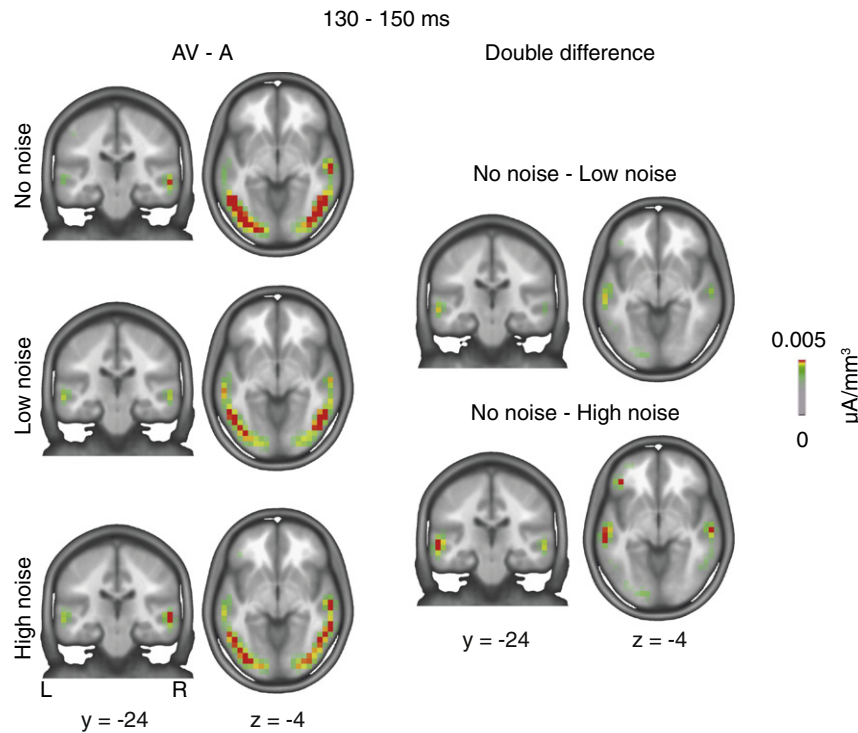 130 - 150 ms
AV - A
Double difference
No noise
No noise - Low noise
Low noise
0.005
0
µA/mm³
No noise - High noise
High noise
L
R
y = -24
z = -4
y = -24
z = -4